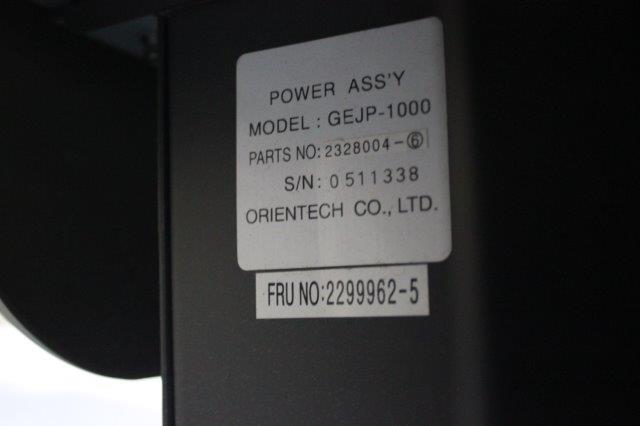 POWER ASS'Y
MODEL : GEJP-1000
PARTS NO: 2328004-⑥
S/N: 0511338
ORIENTECH CO., LTD.
FRU NO:2299962-5